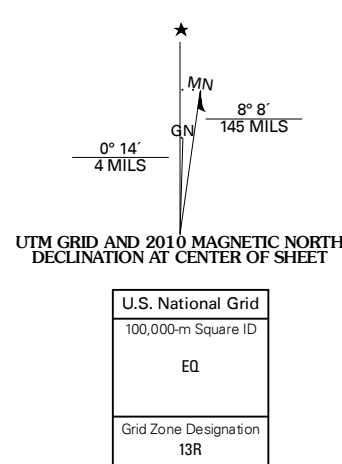 ★
MN
GN
8° 8´
145 MILS
0° 14´
4 MILS
UTM GRID AND 2010 MAGNETIC NORTH
DECLINATION AT CENTER OF SHEET
U.S. National Grid
100,000-m Square ID
EQ
Grid Zone Designation
13R